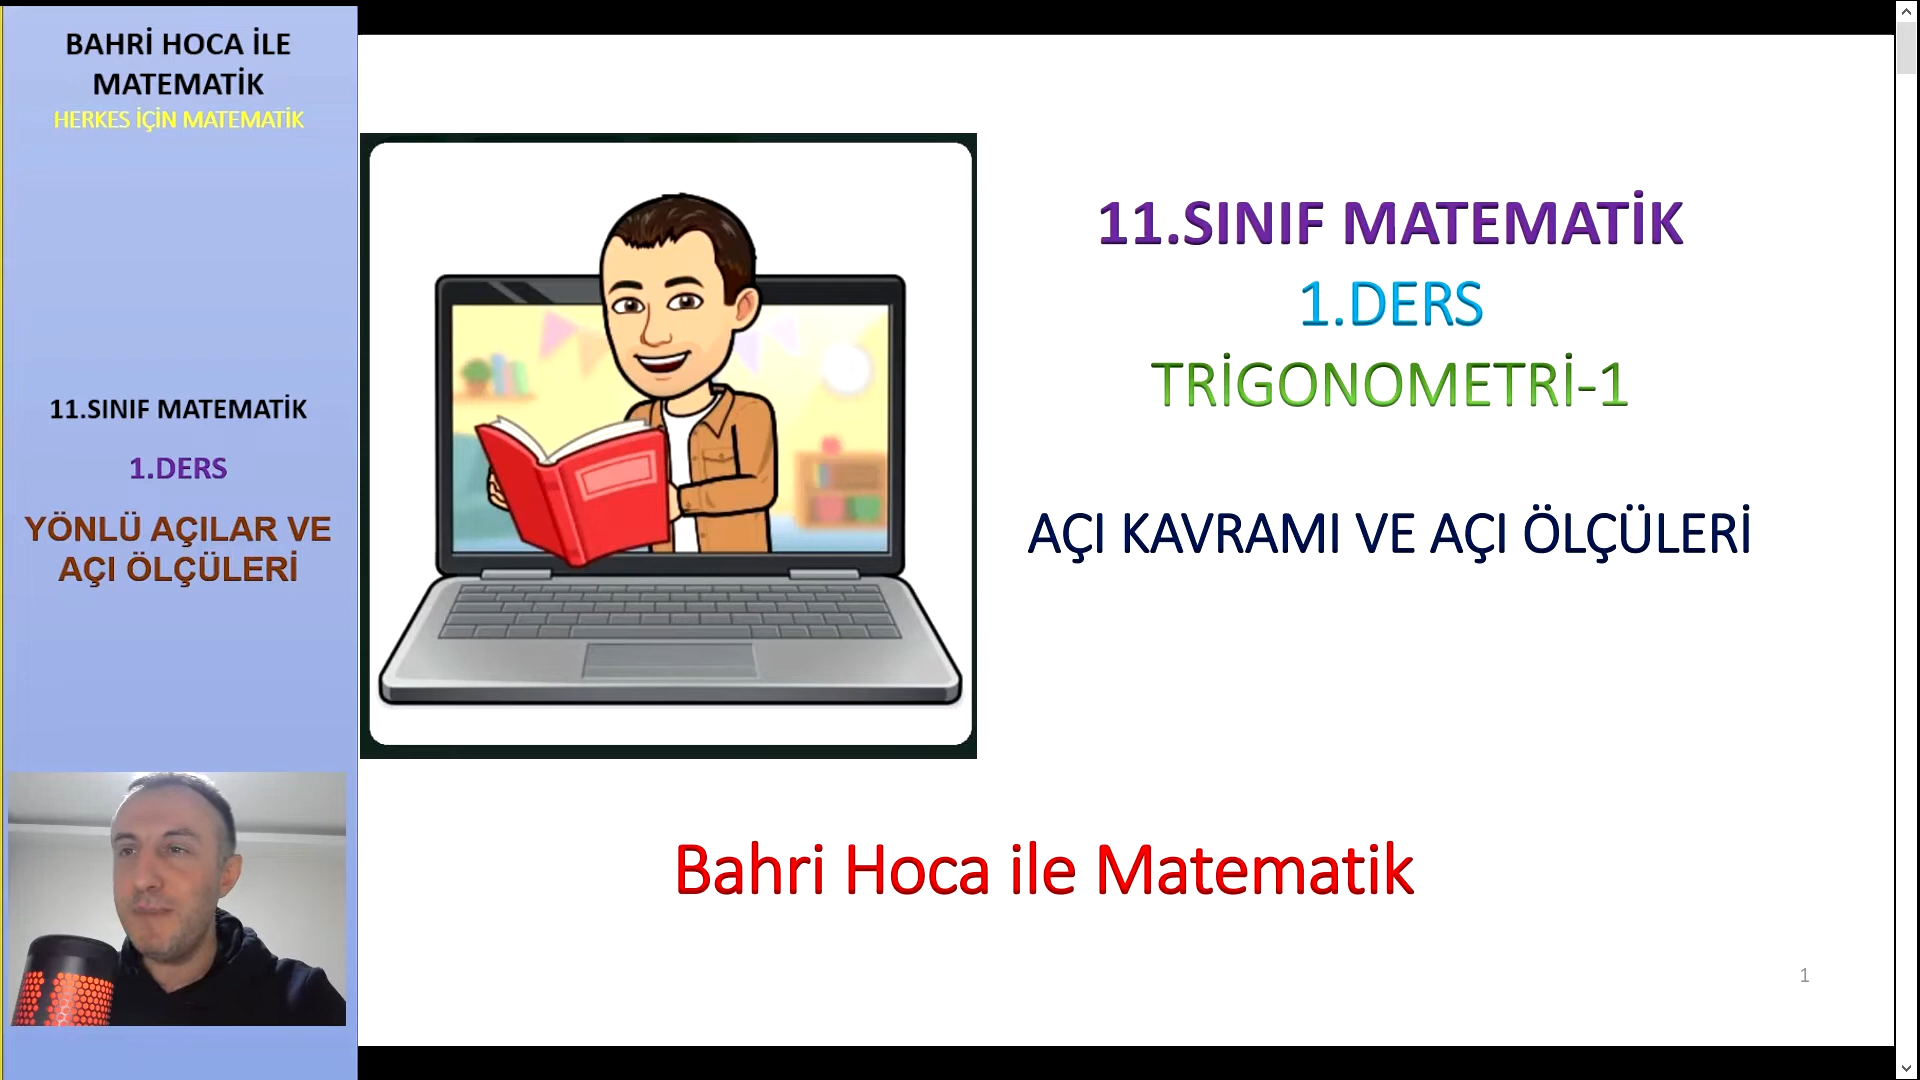 BAHRİ HOCA İLE
MATEMATİK
HERKES İÇİN MATEMATİK
11.SINIF MATEMATİK
1.DERS
YÖNLÜ AÇILAR VE
AÇI ÖLÇÜLERİ
11.SINIF MATEMATİK
1.DERS
TRİGONOMETRİ-1
AÇI KAVRAMI VE AÇI ÖLÇÜLERİ
Bahri Hoca ile Matematik
1